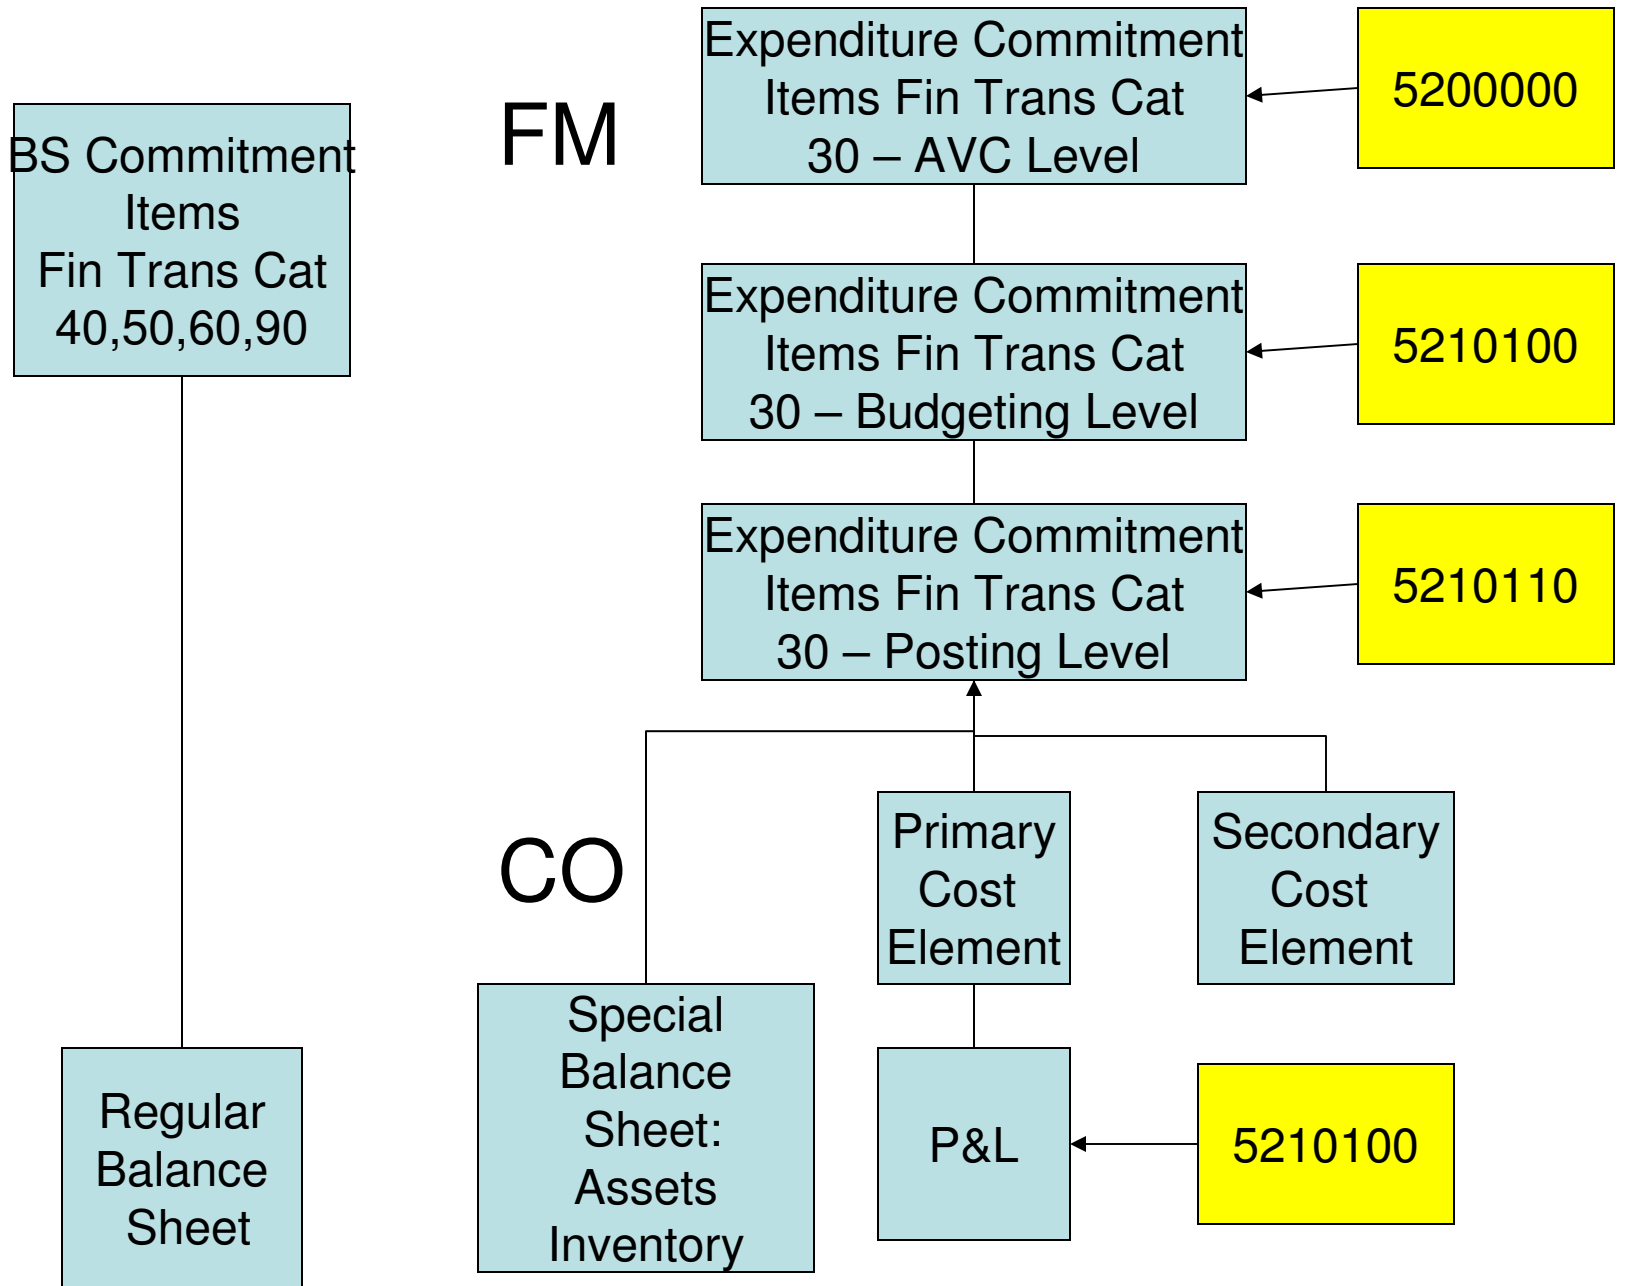 Expenditure Commitment
Items Fin Trans Cat
30 – AVC Level
5200000
FM
BS Commitment
Items
Fin Trans Cat
40,50,60,90
Expenditure Commitment
Items Fin Trans Cat
30 – Budgeting Level
5210100
Expenditure Commitment
Items Fin Trans Cat
30 – Posting Level
5210110
CO
Primary
Cost
Element
Secondary
Cost
Element
Regular
Balance
Sheet
Special
Balance
Sheet:
Assets
Inventory
P&L
5210100